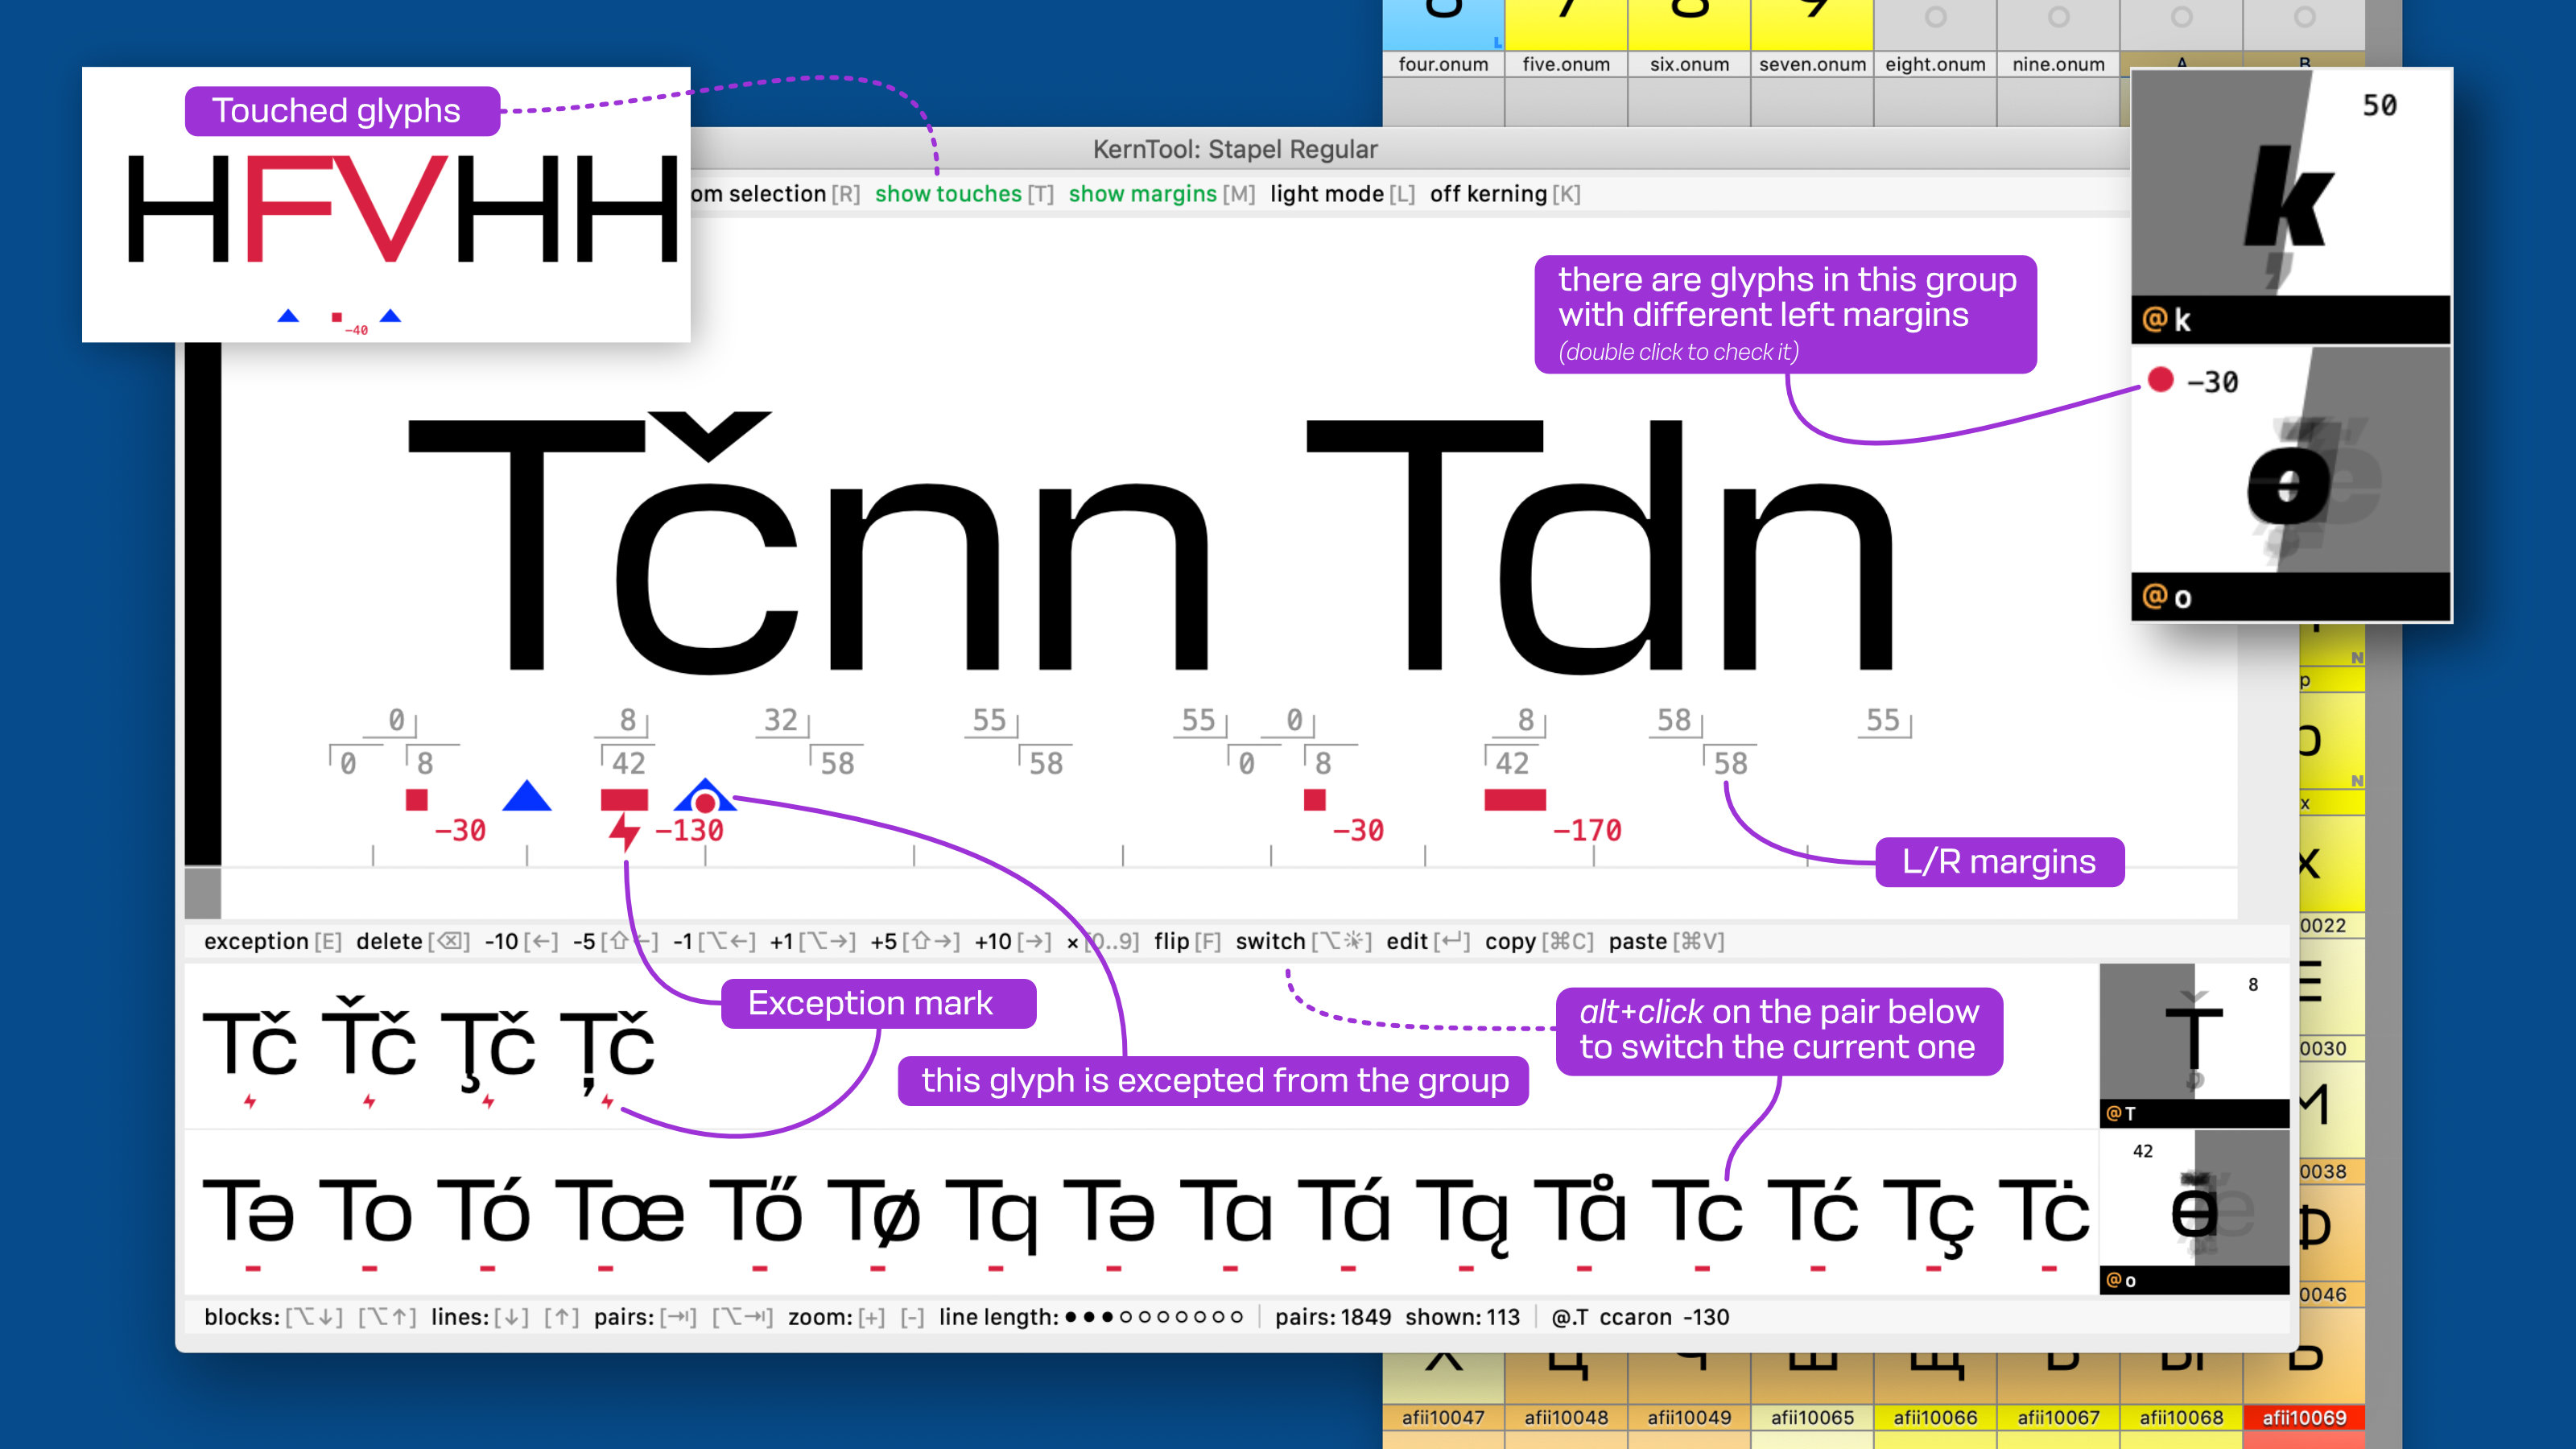 four.onum five.onum six.onum seven.onum eight.onum nine.onum A B
Touched glyphs
HFVHH
-40
KernTool: Stapel Regular
om selection [R] show touches [T] show margins [M] light mode [L] off kerning [K]
50
@ k
-30
@ o
there are glyphs in this group
with different left margins
(double click to check it)
Tčnn Tdn
0 8 32 55 55 0 8 58 55
0 8 42 58 58 0 8 42 58
-30 -130 -30 -170
L/R margins
exception [E] delete [⌫] -10 [←] -5 [⇧←] -1 [⌥←] +1 [⌥→] +5 [⇧→] +10 [→] × [0..9] flip [F] switch [⌥ ] edit [↩] copy [⌘C] paste [⌘V]
Exception mark
alt+click on the pair below
to switch the current one
this glyph is excepted from the group
Tč Ťč Ţč Țč
8
@ T
Tə To Tó Tœ Tő Tø Tq Tə Ta Tá Tą Tå Tc Tć Tç Tċ
42
@ o
blocks: [⌥↓] [⌥↑] lines: [↓] [↑] pairs: [⇥] [⌥⇥] zoom: [+] [-] line length: ●●●○○○○○○○ pairs: 1849 shown: 113 @.T ccaron -130
N
p
N
x
x
0022
0030
0038
Ф
0046
afii10047 afii10048 afii10049 afii10065 afii10066 afii10067 afii10068 afii10069